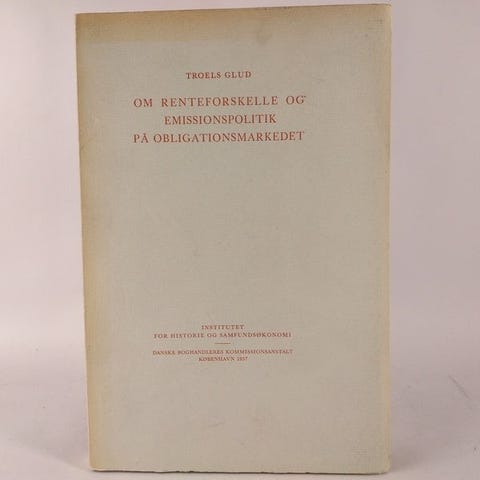 TROELS GLUD
OM RENTEFORSKELLE OG
EMISSIONSPOLITIK
PÅ OBLIGATIONSMARKEDET
INSTITUTET
FOR HISTORIE OG SAMFUNDSØKONOMI
DANSKE BOGHANDLERES KOMMISSIONSANSTALT
KØBENHAVN 1957